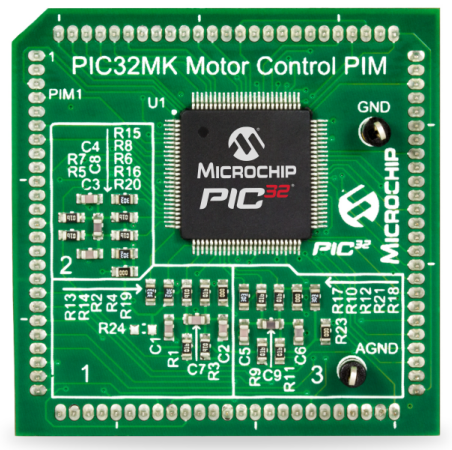 PIC32MK Motor Control PIM
1
PIM1
U1
GND
MICROCHIP
PIC32
MICROCHIP
PIC32
R15
C4 R8
R7 C8 R6
R5 R16
C3 R20
2
R13
R14
R2
R4
R19
R24
C1
R1
C7
R3
C2
1
R17
R10
R12
R21
R18
C5
R9
C9
R11
C6
R23
3
AGND